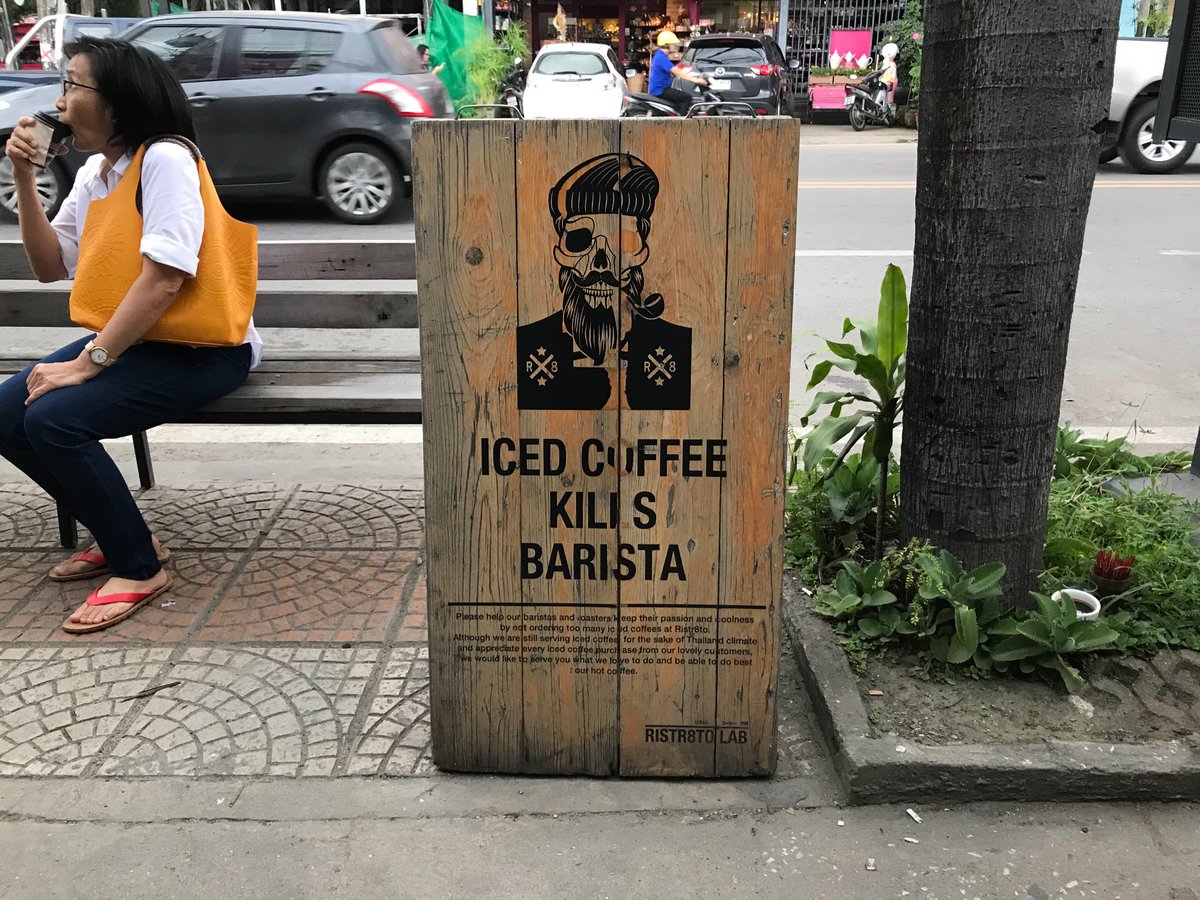 R 8 R 8
ICED COFFEE
KILLS
BARISTA
Please help our baristas and roasters keep their passion and coolness
by not ordering too many iced coffees at Ristr8to.
Although we are still serving iced coffee for the sake of Thailand climate
and appreciate every iced coffee purchase from our lovely customers,
we would like to serve you what we love to do and be able to do best
: our hot coffee.
RISTR8TO LAB